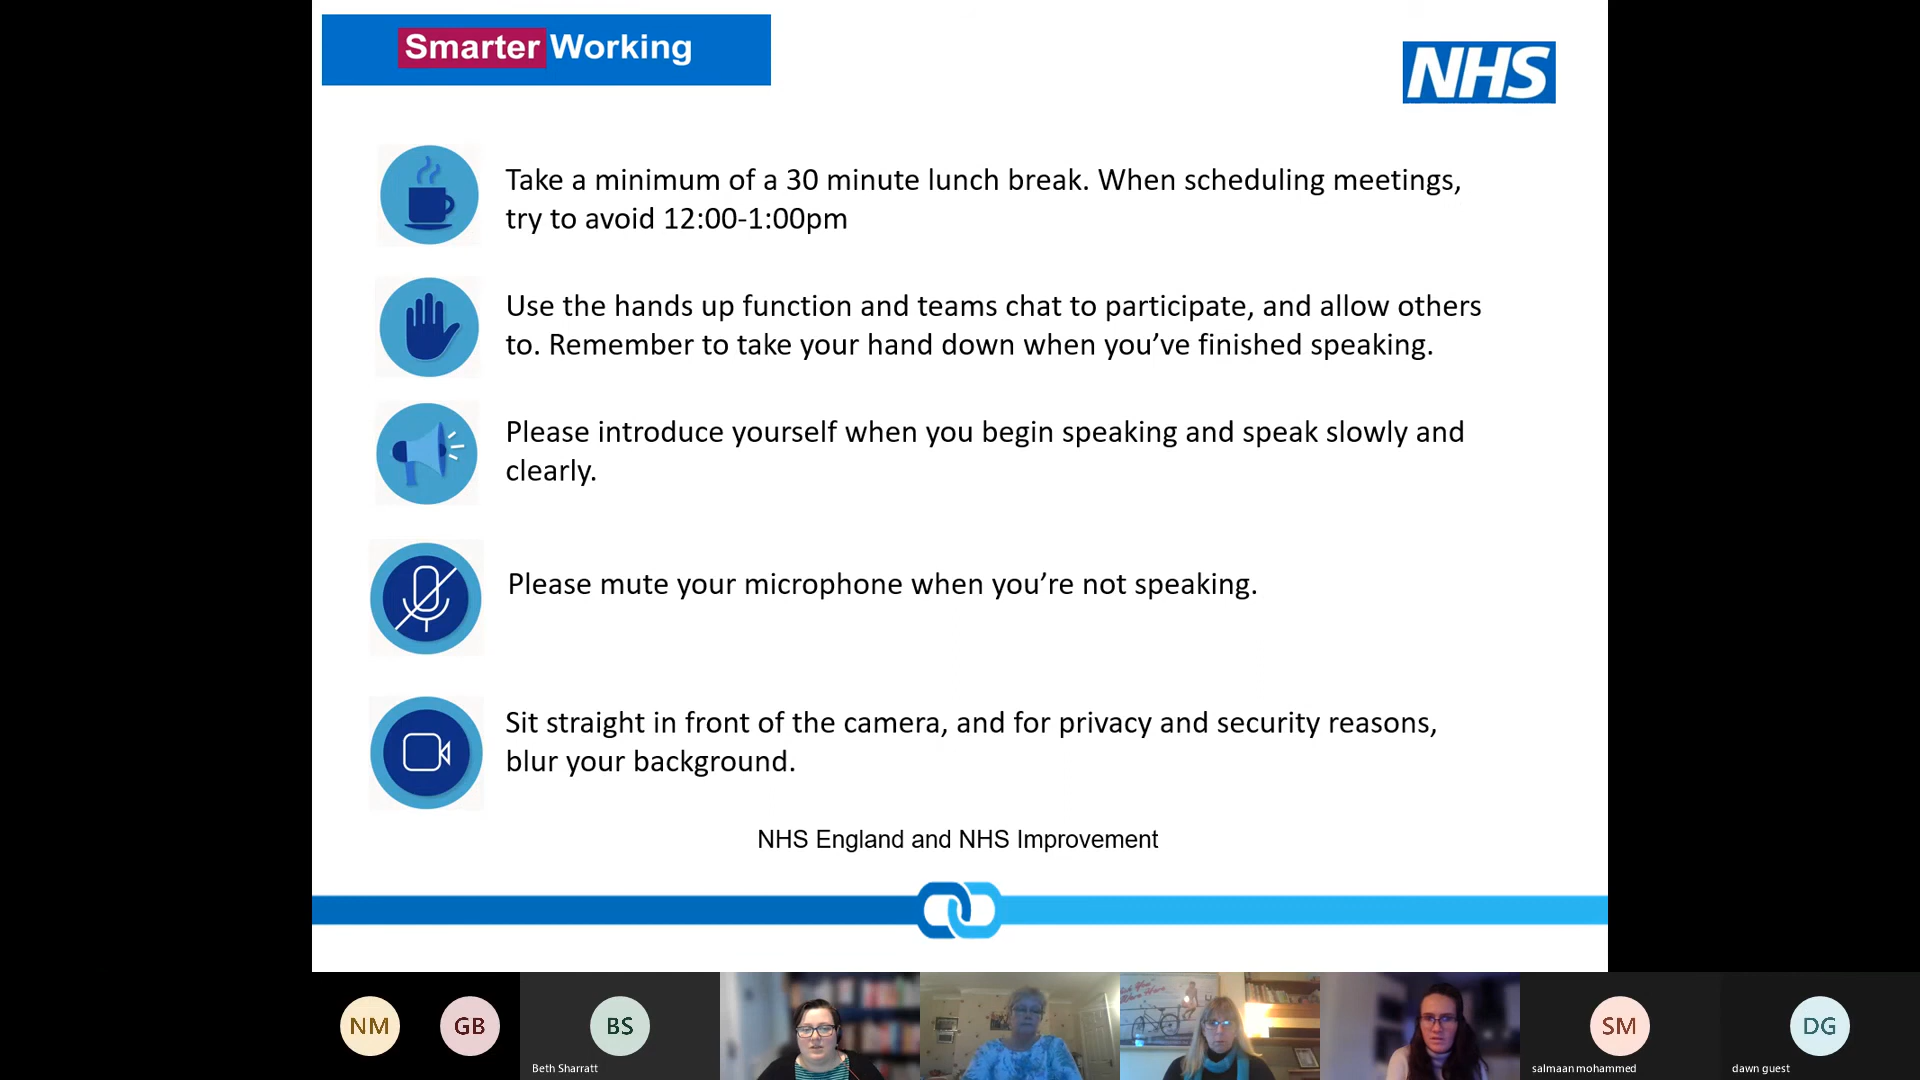 Smarter Working
NHS
Take a minimum of a 30 minute lunch break. When scheduling meetings,
try to avoid 12:00-1:00pm
Use the hands up function and teams chat to participate, and allow others
to. Remember to take your hand down when you’ve finished speaking.
Please introduce yourself when you begin speaking and speak slowly and
clearly.
Please mute your microphone when you’re not speaking.
Sit straight in front of the camera, and for privacy and security reasons,
blur your background.
NHS England and NHS Improvement
NM
GB
BS
Beth Sharratt
SM
salmaan mohammed
DG
dawn guest